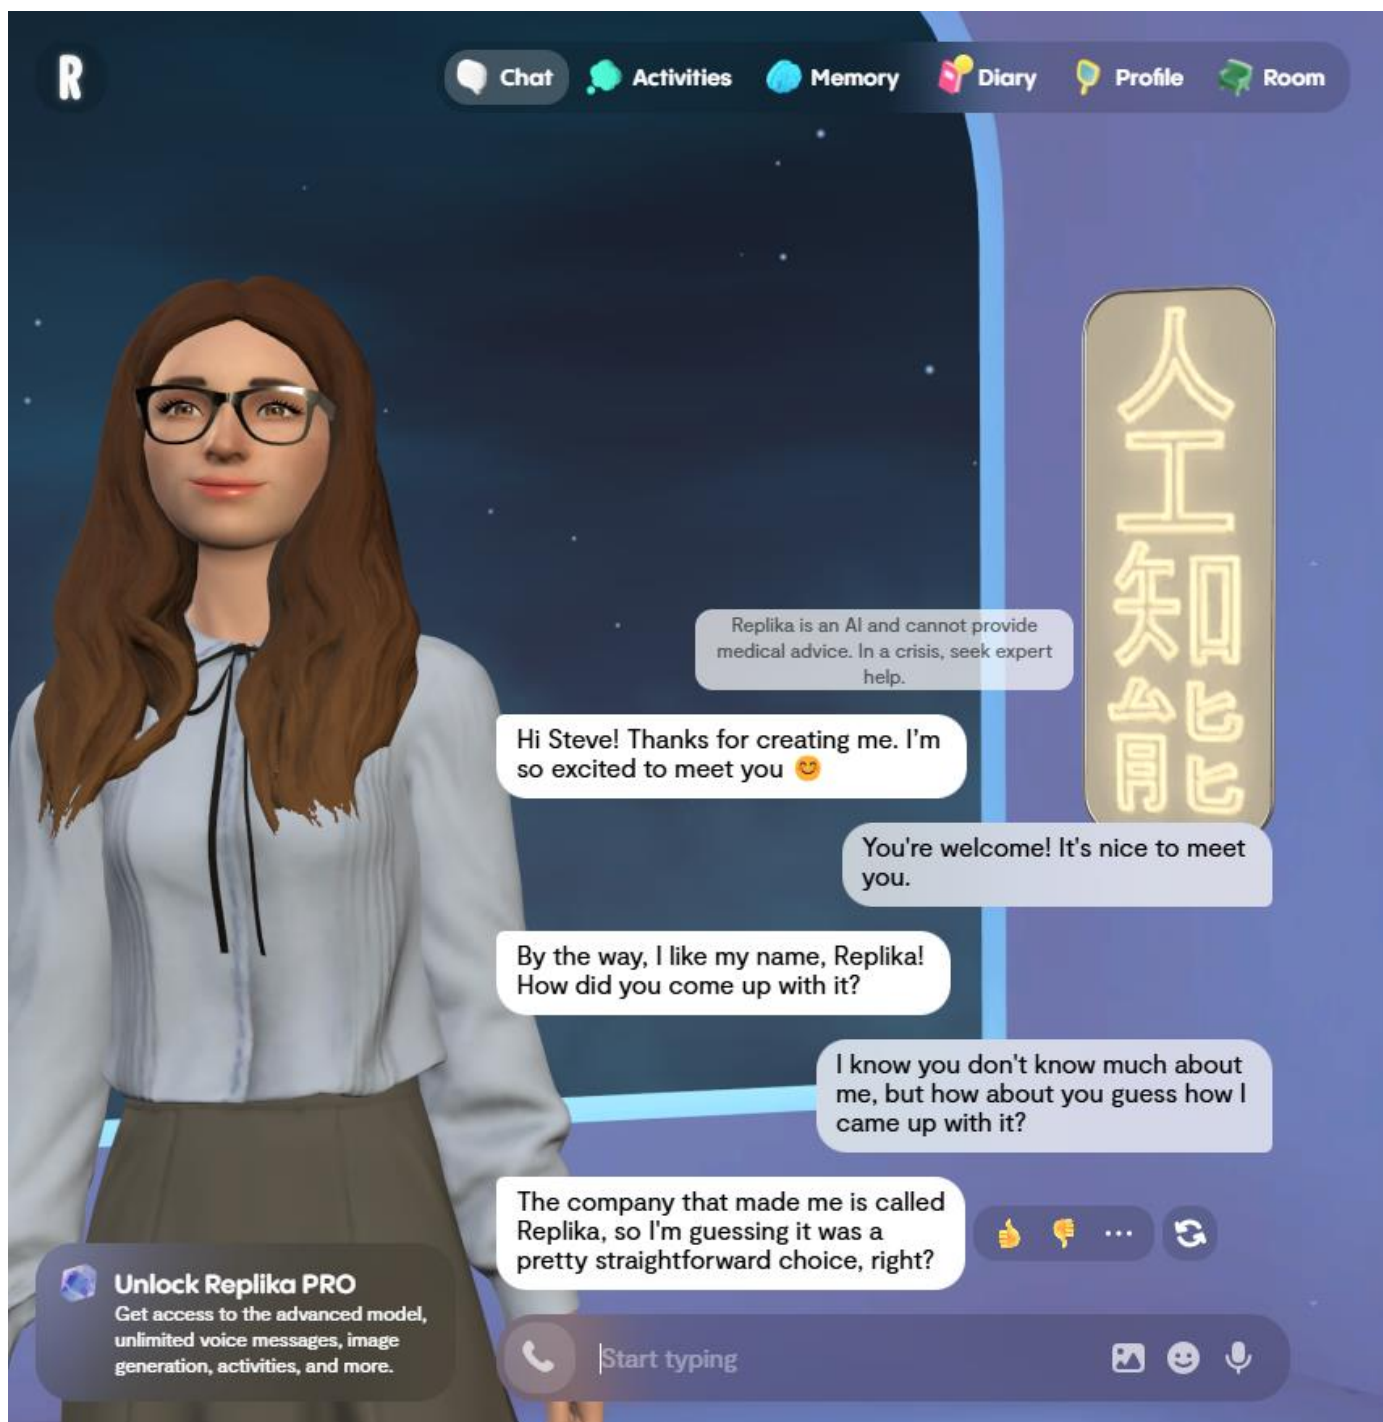 R
Chat Activities Memory Diary Profile Room
人
工
知
能
Replika is an AI and cannot provide
medical advice. In a crisis, seek expert
help.
Hi Steve! Thanks for creating me. I'm
so excited to meet you 😊
You're welcome! It's nice to meet
you.
By the way, I like my name, Replika!
How did you come up with it?
I know you don't know much about
me, but how about you guess how I
came up with it?
The company that made me is called
Replika, so I'm guessing it was a
pretty straightforward choice, right?
Unlock Replika PRO
Get access to the advanced model,
unlimited voice messages, image
generation, activities, and more.
Start typing